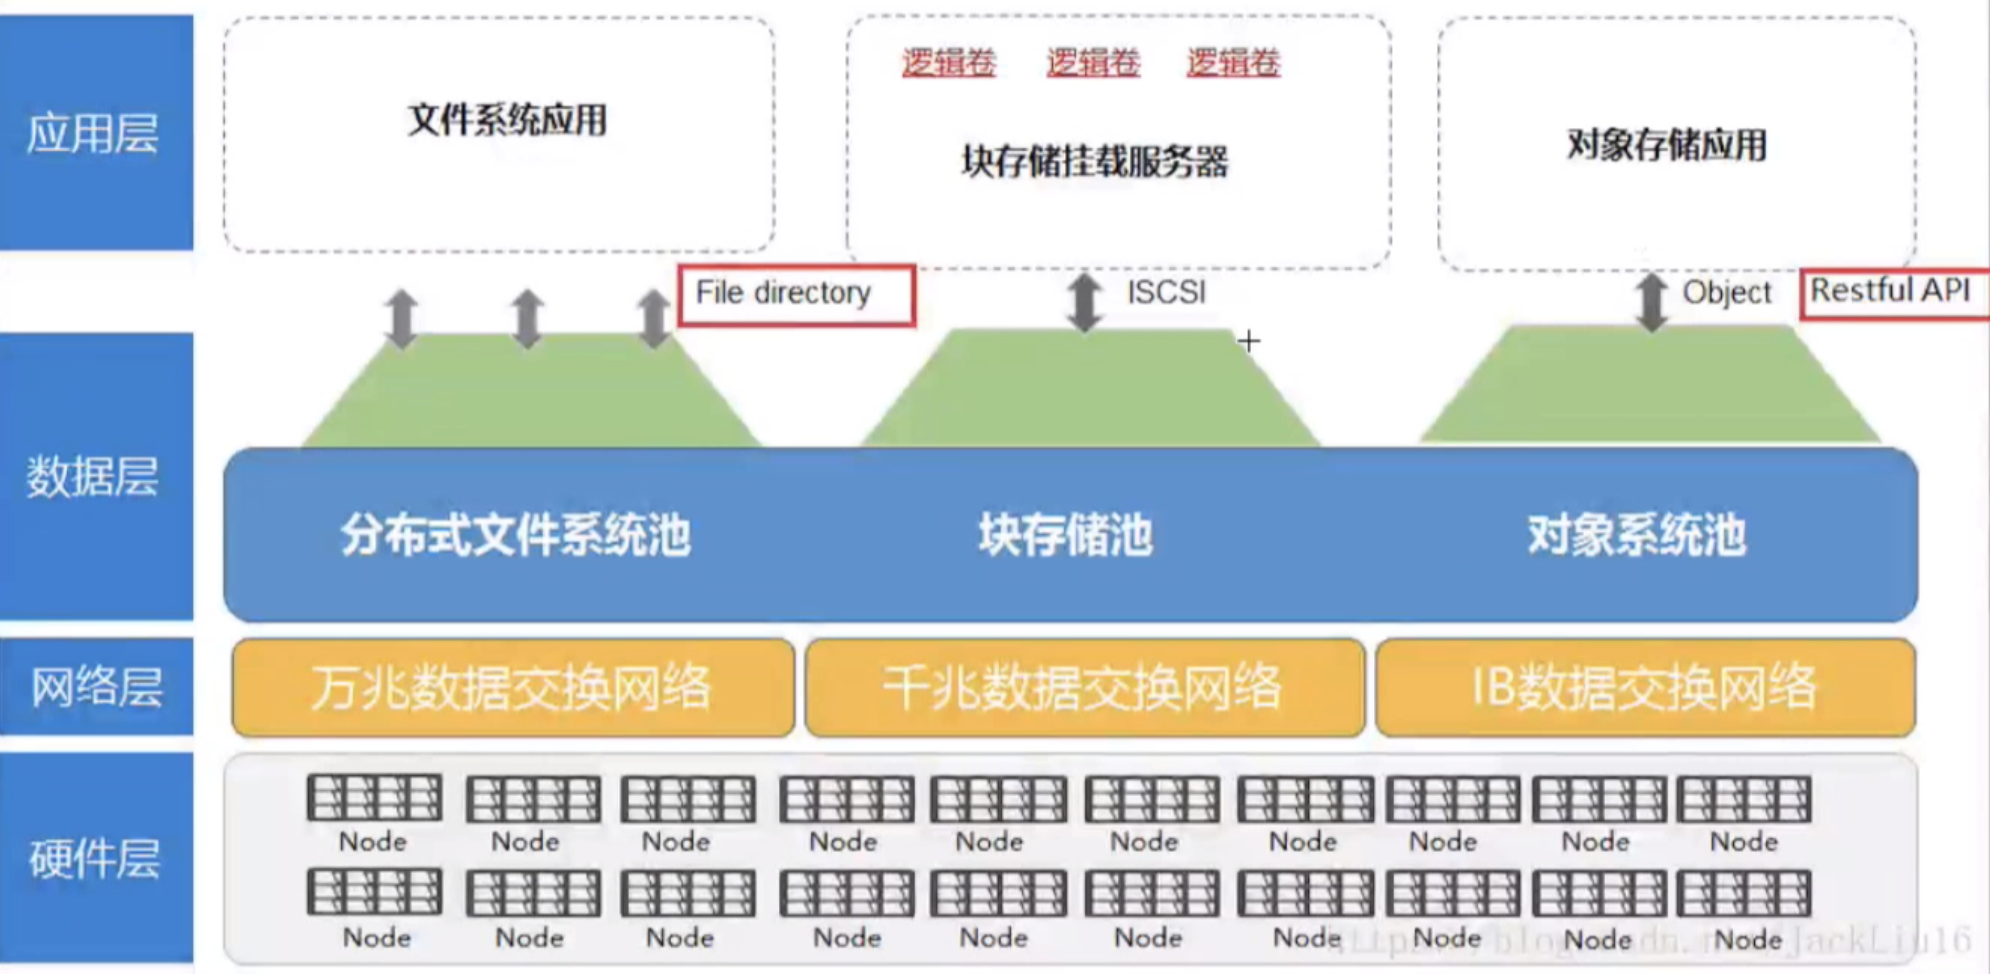 应用层
文件系统应用
逻辑卷 逻辑卷 逻辑卷
块存储挂载服务器
对象存储应用
File directory
ISCSI
Object
Restful API
数据层
分布式文件系统池
块存储池
对象系统池
网络层
万兆数据交换网络
千兆数据交换网络
IB数据交换网络
硬件层
Node Node Node Node Node Node Node Node Node Node
Node Node Node Node Node Node Node Node Node Node